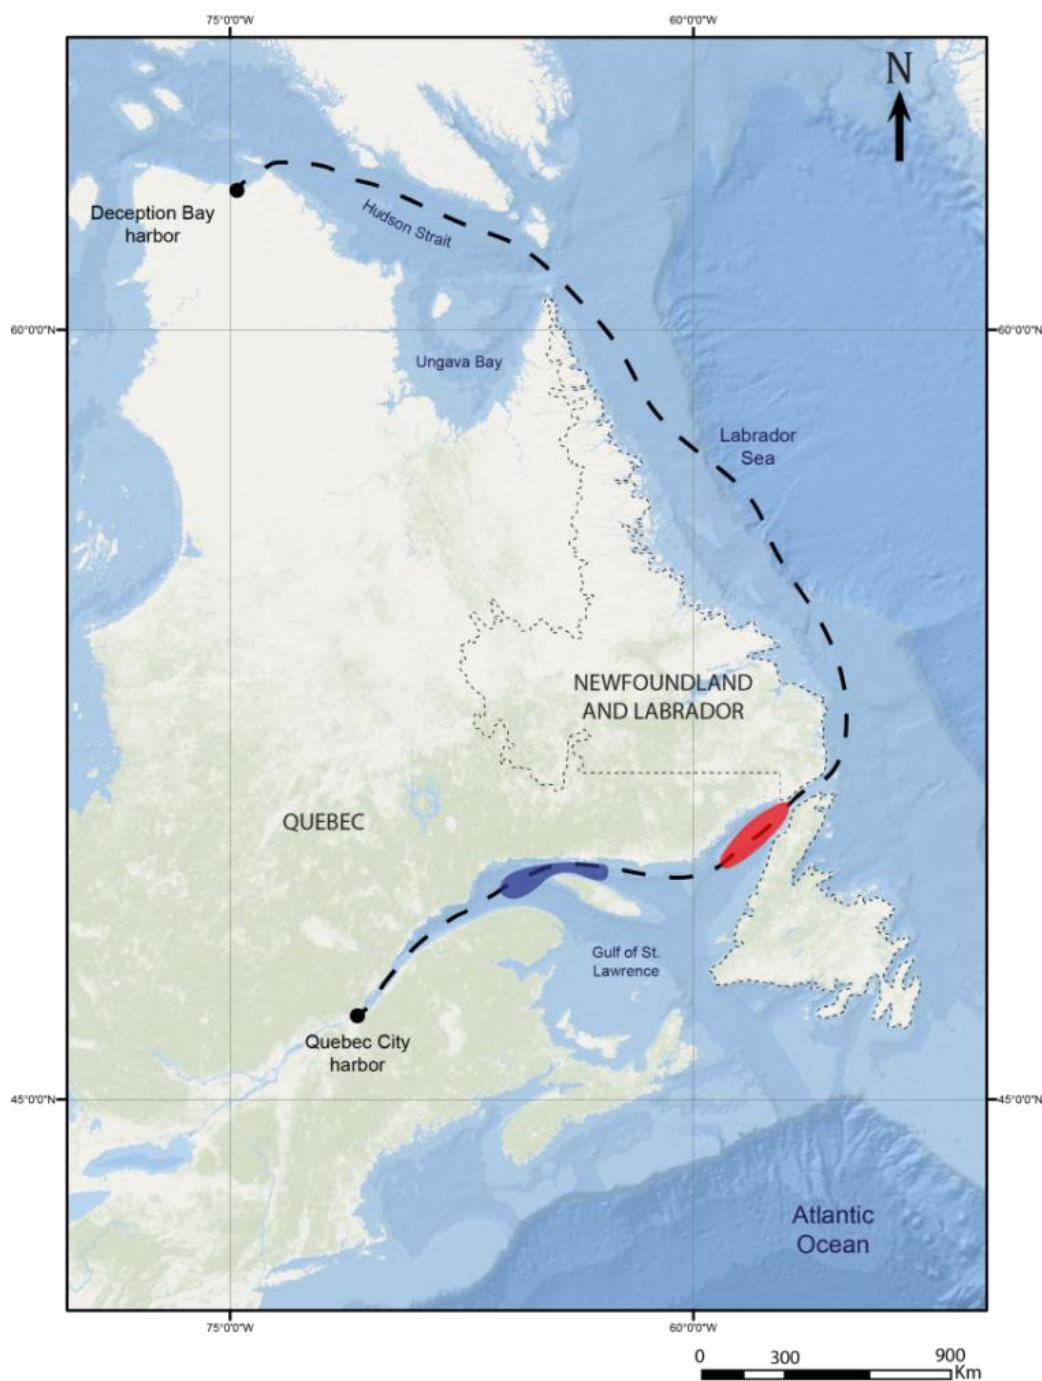 75°0'0"W
60°0'0"W
N
Deception Bay
harbor
Hudson Strait
60°0'0"N
60°0'0"N
Ungava Bay
Labrador
Sea
NEWFOUNDLAND
AND LABRADOR
QUEBEC
Gulf of St.
Lawrence
Quebec City
harbor
45°0'0"N
45°0'0"N
Atlantic
Ocean
75°0'0"W
60°0'0"W
0
300
900
Km